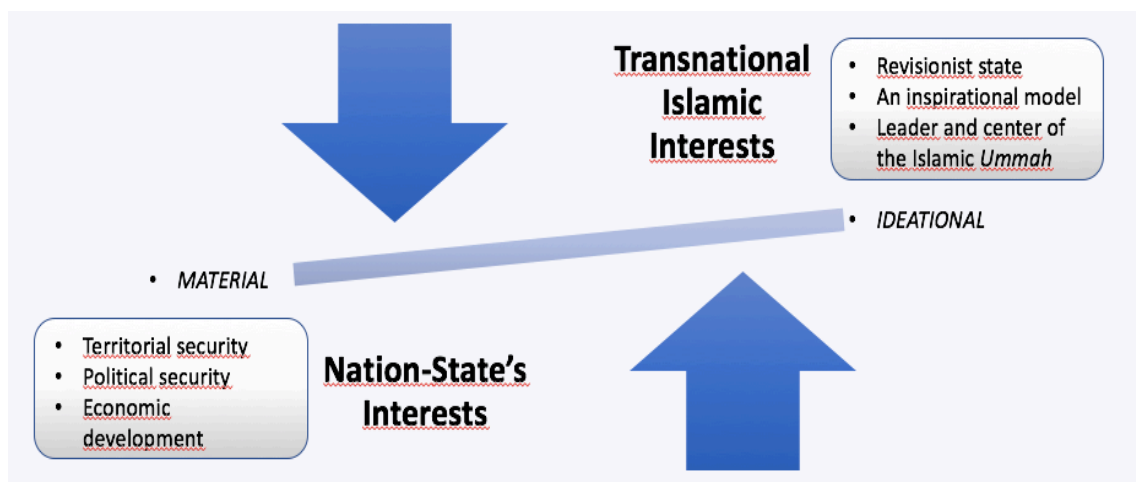 Transnational
Islamic
Interests
• Revisionist state
• An inspirational model
• Leader and center of
the Islamic Ummah
• IDEATIONAL
• MATERIAL
• Territorial security
• Political security
• Economic
development
Nation-State’s
Interests